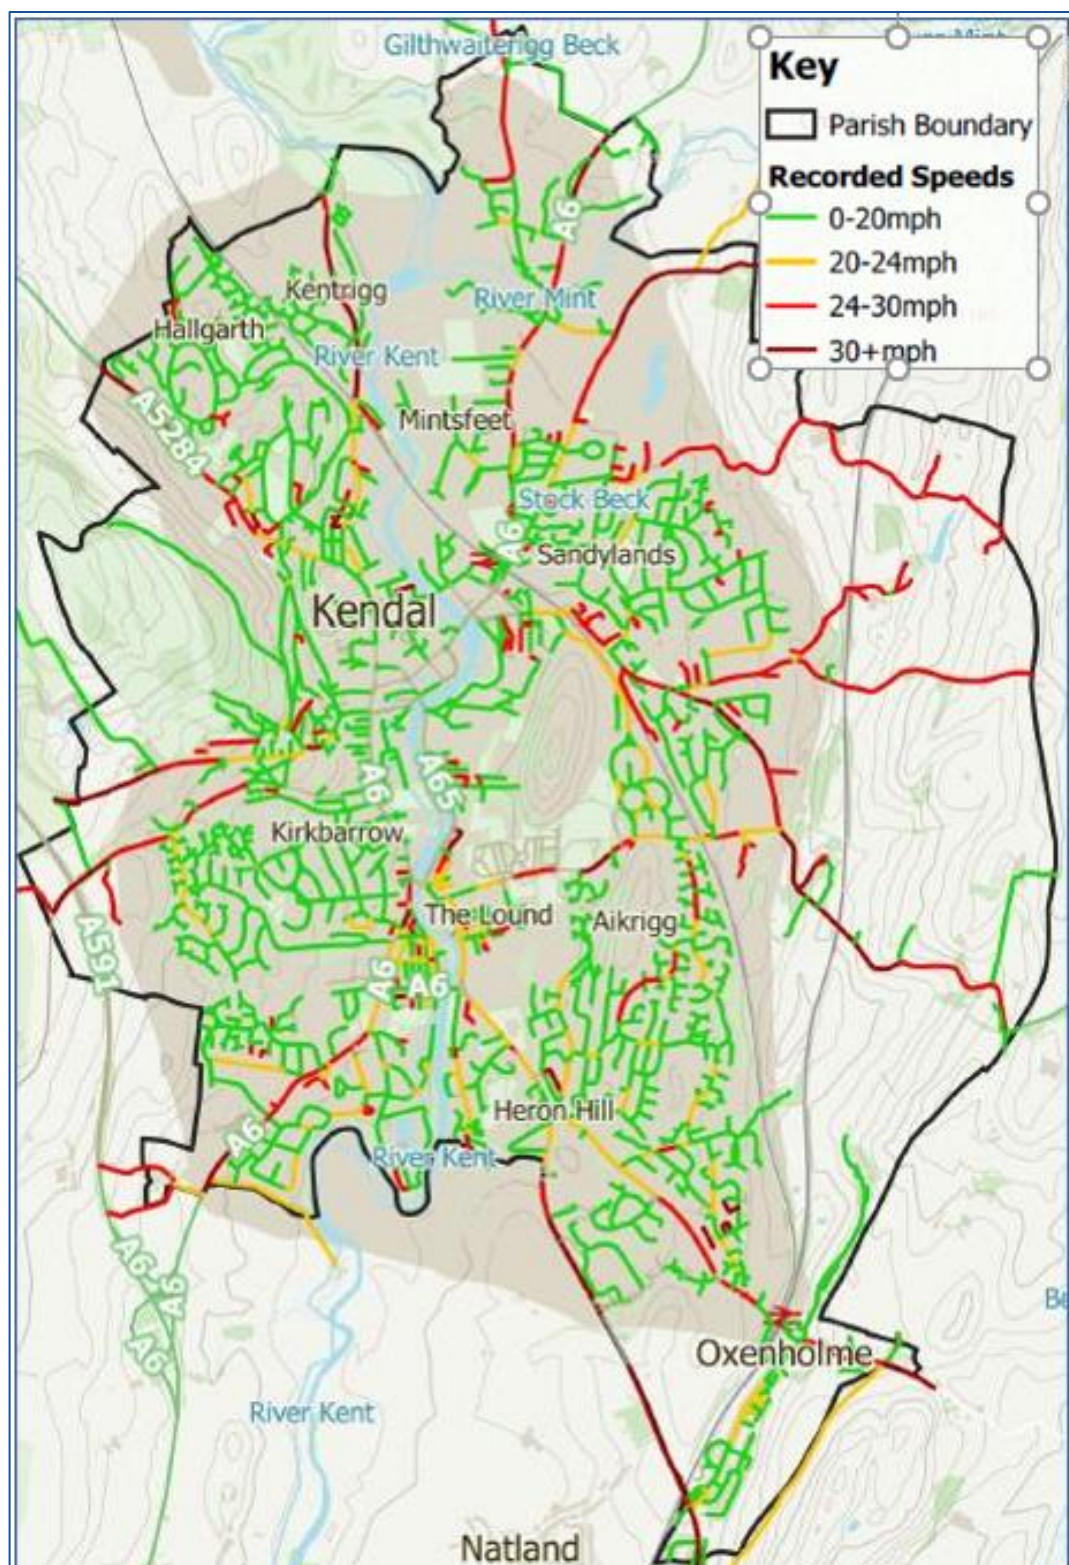 Gilthwaiterigg Beck
Key
Parish Boundary
Recorded Speeds
0-20mph
20-24mph
24-30mph
30+mph
A6
Kentrigg
River Mint
Hallgarth
River Kent
A5284
Mintsfeet
Stock Beck
A6
Sandylands
Kendal
A6
A65
Kirkbarrow
The Lound
Aikrigg
A591
A6
A6
Heron Hill
A6
River Kent
A6
A6
A6
Oxenholme
River Kent
Natland